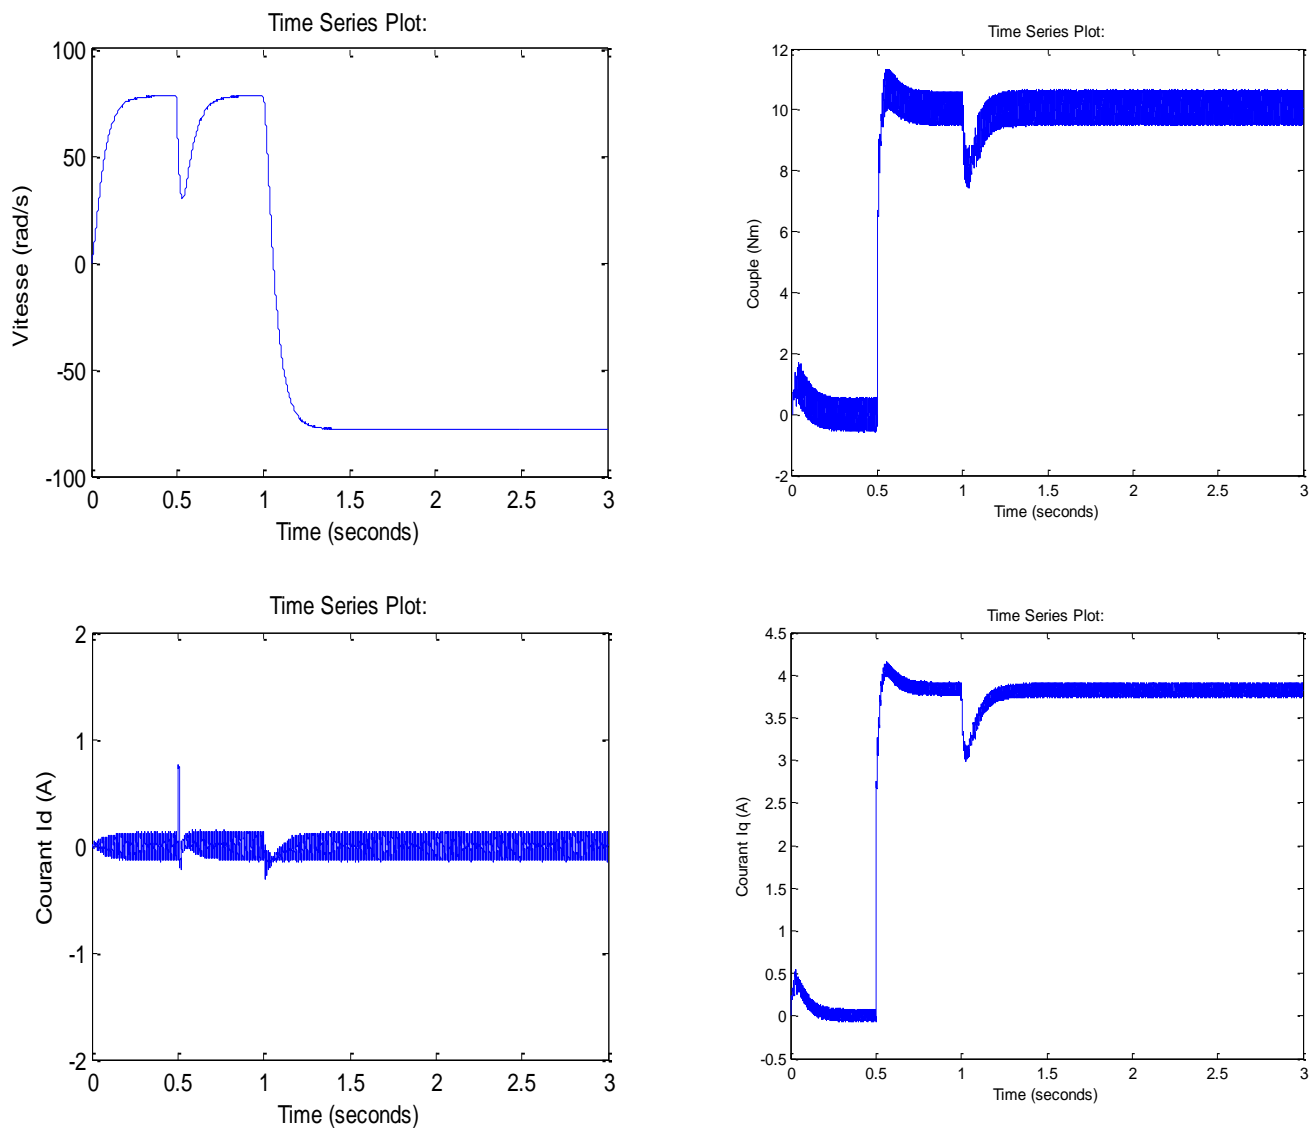 Time Series Plot:
100
50
0
-50
-100
Vitesse (rad/s)
0 0.5 1 1.5 2 2.5 3
Time (seconds)
Time Series Plot:
12
10
8
6
4
2
0
-2
Couple (Nm)
0 0.5 1 1.5 2 2.5 3
Time (seconds)
Time Series Plot:
2
1
0
-1
-2
Courant Id (A)
0 0.5 1 1.5 2 2.5 3
Time (seconds)
Time Series Plot:
4.5
4
3.5
3
2.5
2
1.5
1
0.5
0
-0.5
Courant Iq (A)
0 0.5 1 1.5 2 2.5 3
Time (seconds)